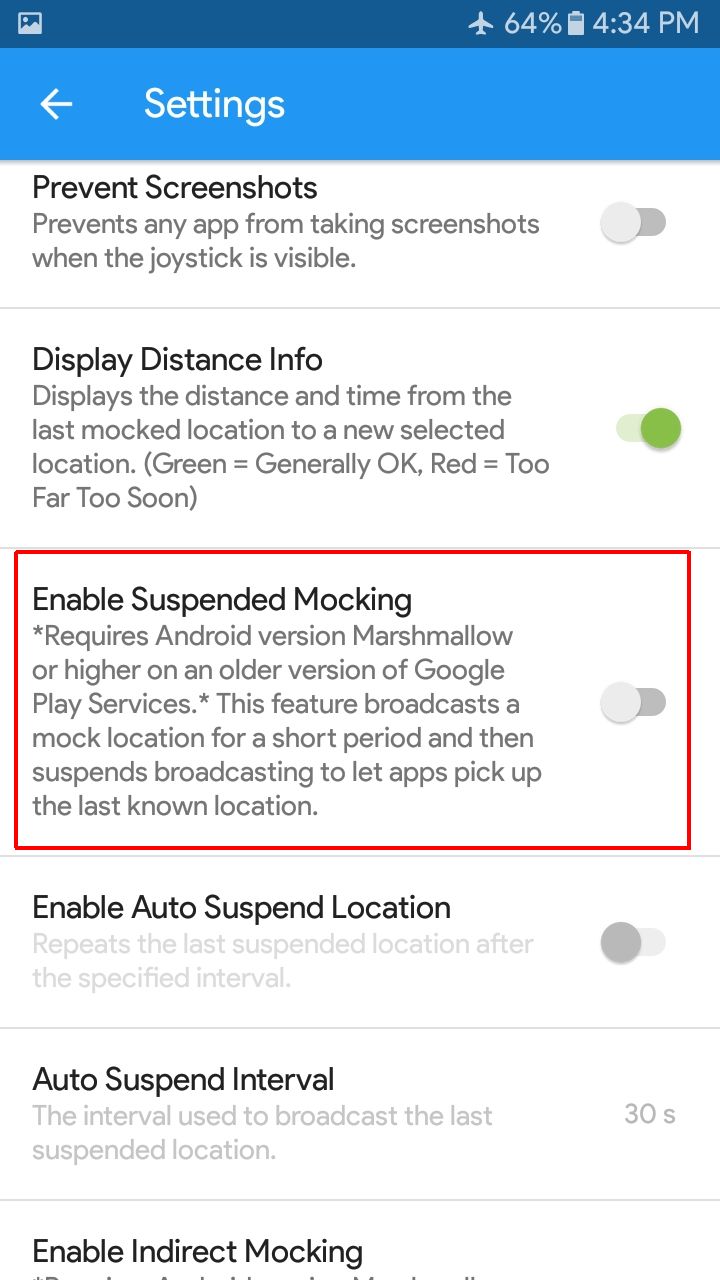 64% 4:34 PM
Settings
Prevent Screenshots
Prevents any app from taking screenshots
when the joystick is visible.
Display Distance Info
Displays the distance and time from the
last mocked location to a new selected
location. (Green = Generally OK, Red = Too
Far Too Soon)
Enable Suspended Mocking
*Requires Android version Marshmallow
or higher on an older version of Google
Play Services.* This feature broadcasts a
mock location for a short period and then
suspends broadcasting to let apps pick up
the last known location.
Enable Auto Suspend Location
Repeats the last suspended location after
the specified interval.
Auto Suspend Interval
The interval used to broadcast the last
suspended location.
30 s
Enable Indirect Mocking